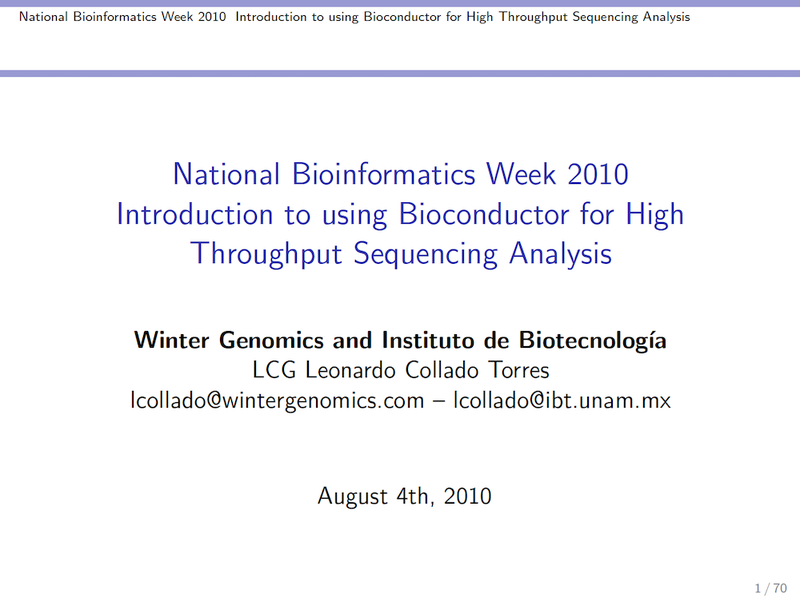 National Bioinformatics Week 2010 Introduction to using Bioconductor for High Throughput Sequencing Analysis
National Bioinformatics Week 2010
Introduction to using Bioconductor for High
Throughput Sequencing Analysis
Winter Genomics and Instituto de Biotecnología
LCG Leonardo Collado Torres
lcollado@wintergenomics.com – lcollado@ibt.unam.mx
August 4th, 2010
1 / 70